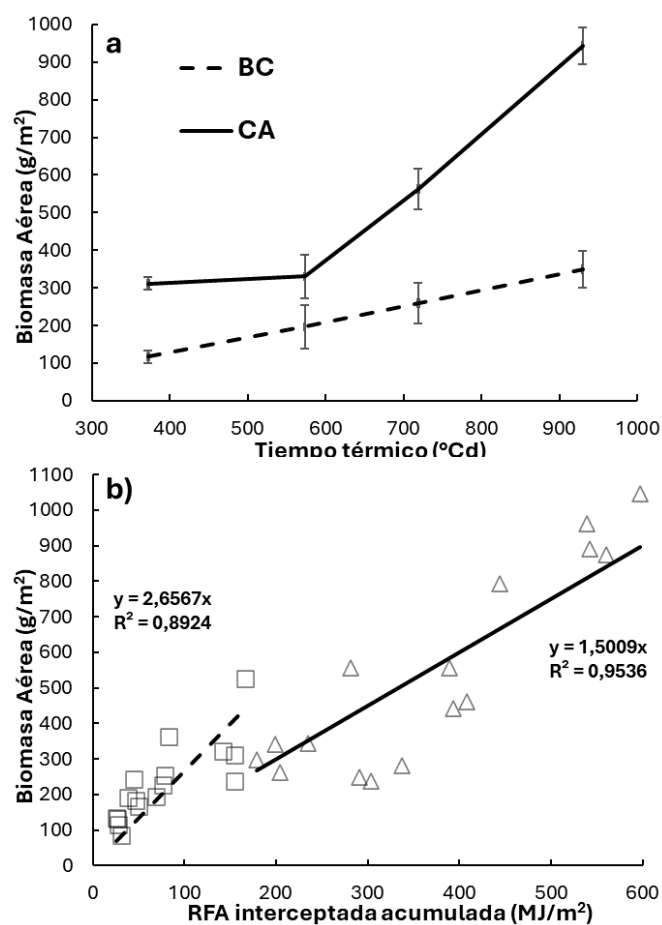 a
BC
CA
Biomasa Aérea (g/m²)
1000
900
800
700
600
500
400
300
200
100
0
300 400 500 600 700 800 900 1000
Tiempo térmico (ºCd)
b)
Biomasa Aérea (g/m²)
1100
1000
900
800
700
600
500
400
300
200
100
0
y = 2,6567x
R² = 0,8924
y = 1,5009x
R² = 0,9536
0 100 200 300 400 500 600
RFA interceptada acumulada (MJ/m²)